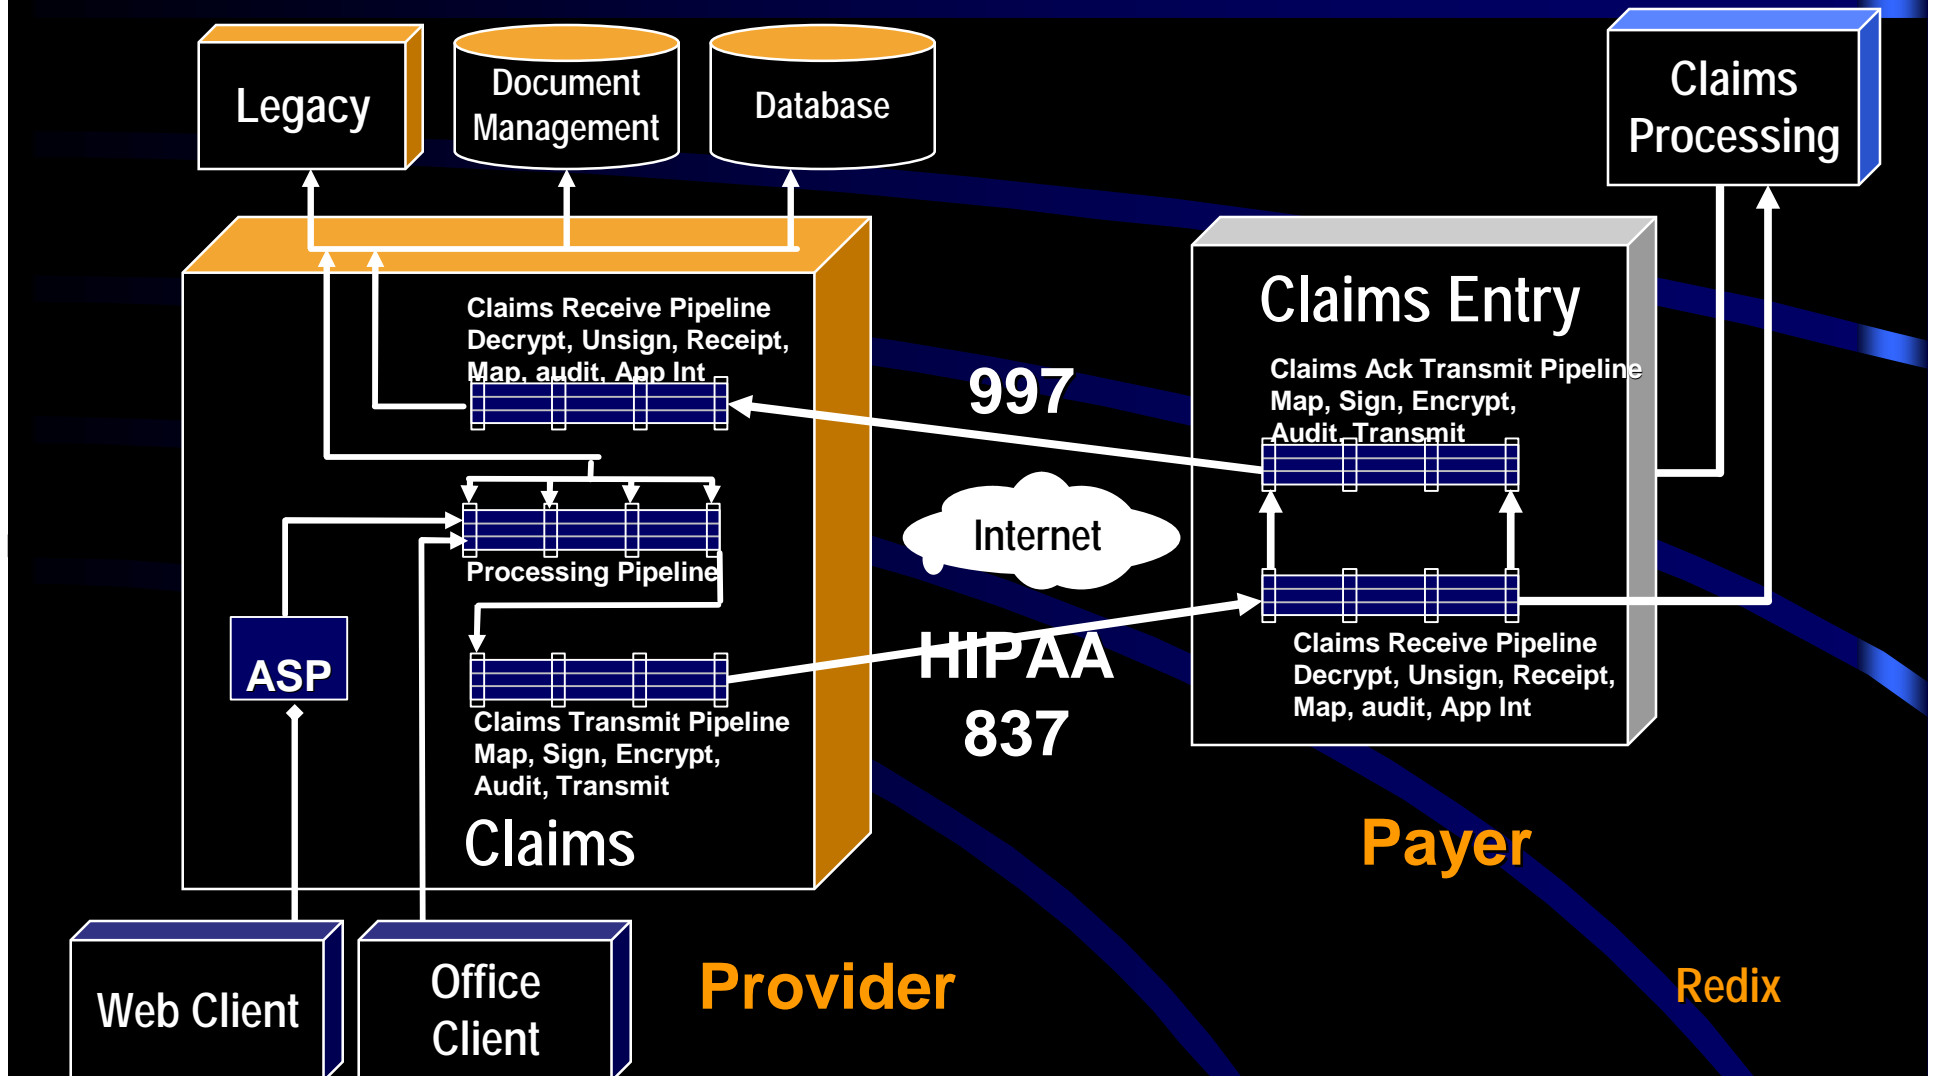 Legacy
Document
Management
Database
Claims
Processing
Claims Receive Pipeline
Decrypt, Unsign, Receipt,
Map, audit, App Int
Processing Pipeline
ASP
Claims Transmit Pipeline
Map, Sign, Encrypt,
Audit, Transmit
Claims
997
Internet
HIPAA
837
Claims Entry
Claims Ack Transmit Pipeline
Map, Sign, Encrypt,
Audit, Transmit
Claims Receive Pipeline
Decrypt, Unsign, Receipt,
Map, audit, App Int
Payer
Web Client
Office
Client
Provider
Redix